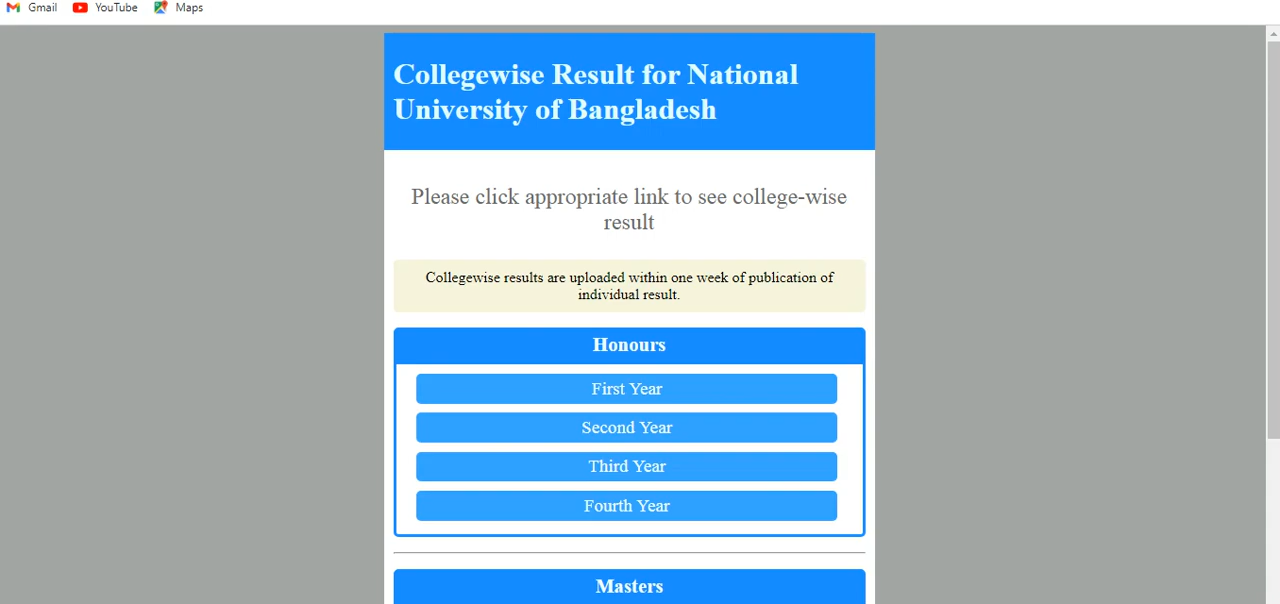 Gmail YouTube Maps
Collegewise Result for National
University of Bangladesh
Please click appropriate link to see college-wise
result
Collegewise results are uploaded within one week of publication of
individual result.
Honours
First Year
Second Year
Third Year
Fourth Year
Masters